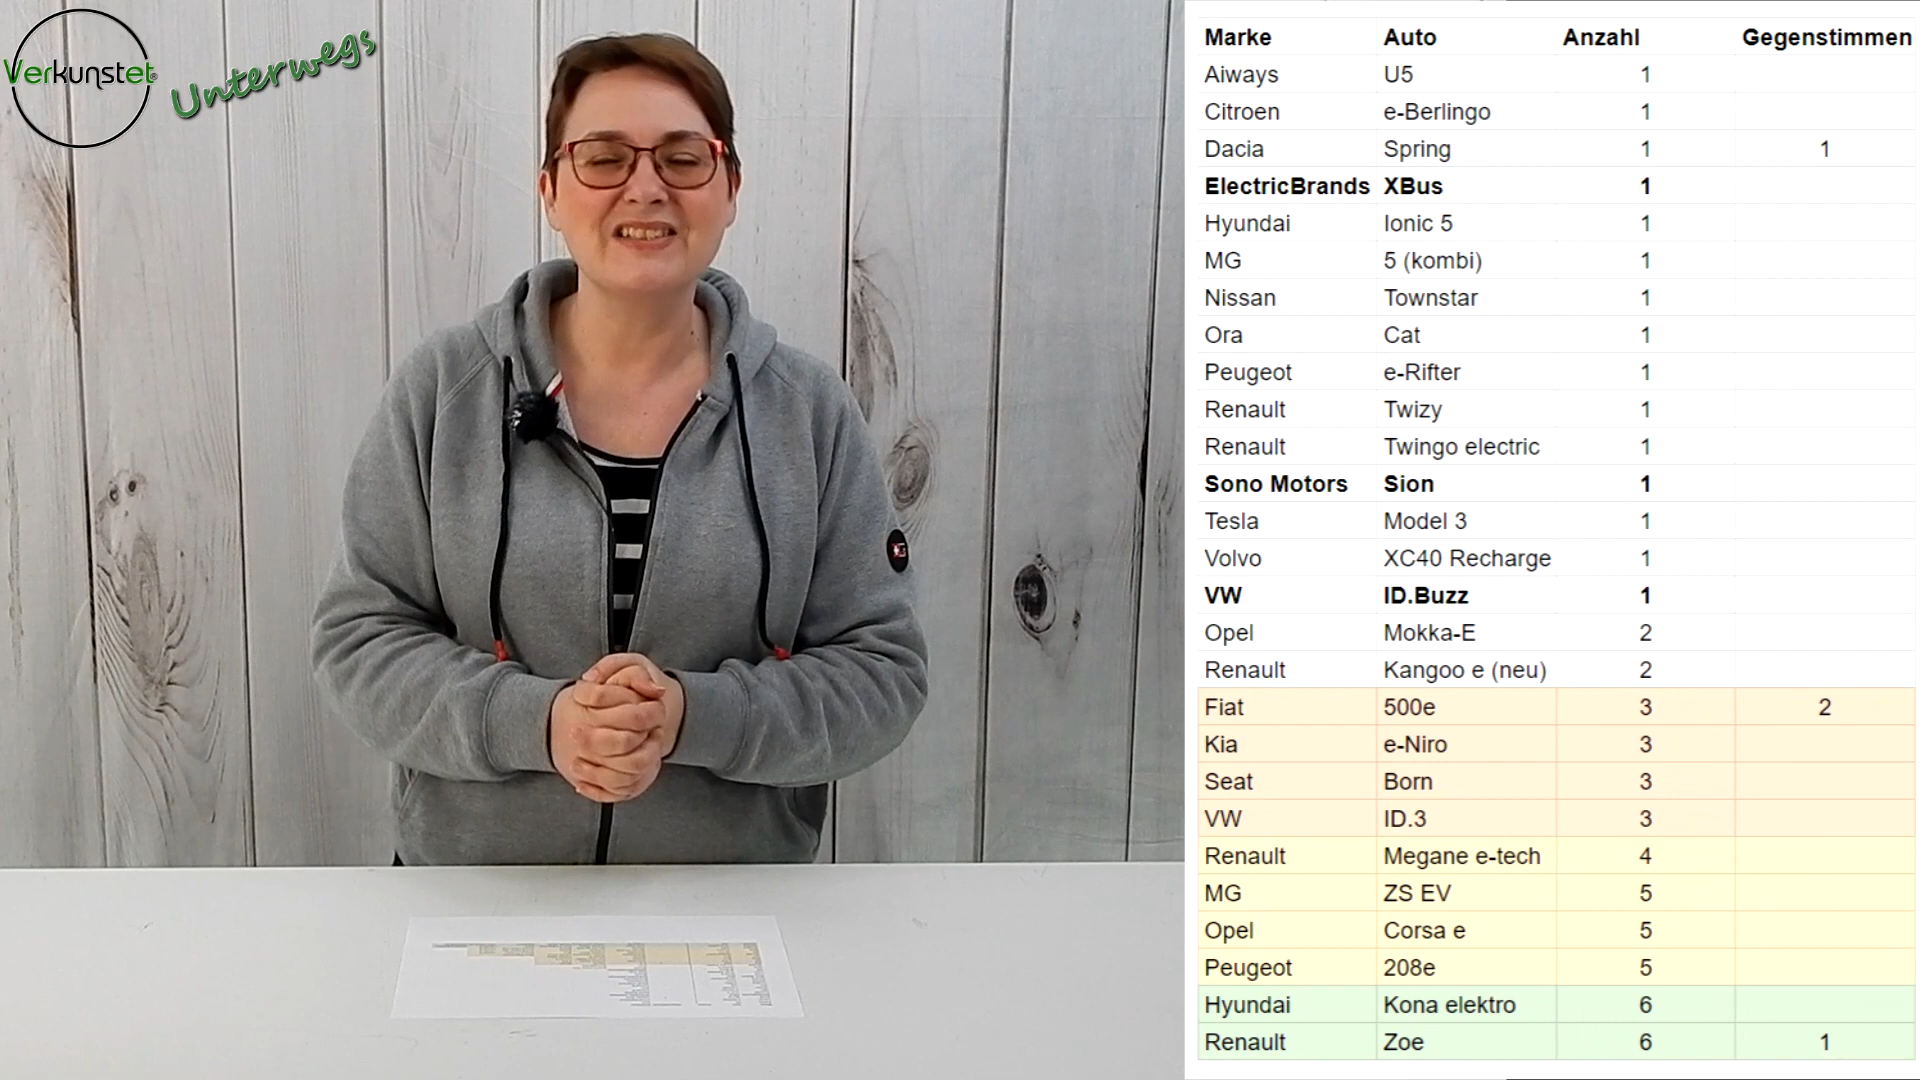 Verkunstet
Unterwegs
Marke Auto Anzahl Gegenstimmen
Aiways U5 1
Citroen e-Berlingo 1
Dacia Spring 1 1
ElectricBrands XBus 1
Hyundai Ionic 5 1
MG 5 (kombi) 1
Nissan Townstar 1
Ora Cat 1
Peugeot e-Rifter 1
Renault Twizy 1
Renault Twingo electric 1
Sono Motors Sion 1
Tesla Model 3 1
Volvo XC40 Recharge 1
VW ID.Buzz 1
Opel Mokka-E 2
Renault Kangoo e (neu) 2
Fiat 500e 3 2
Kia e-Niro 3
Seat Born 3
VW ID.3 3
Renault Megane e-tech 4
MG ZS EV 5
Opel Corsa e 5
Peugeot 208e 5
Hyundai Kona elektro 6
Renault Zoe 6 1